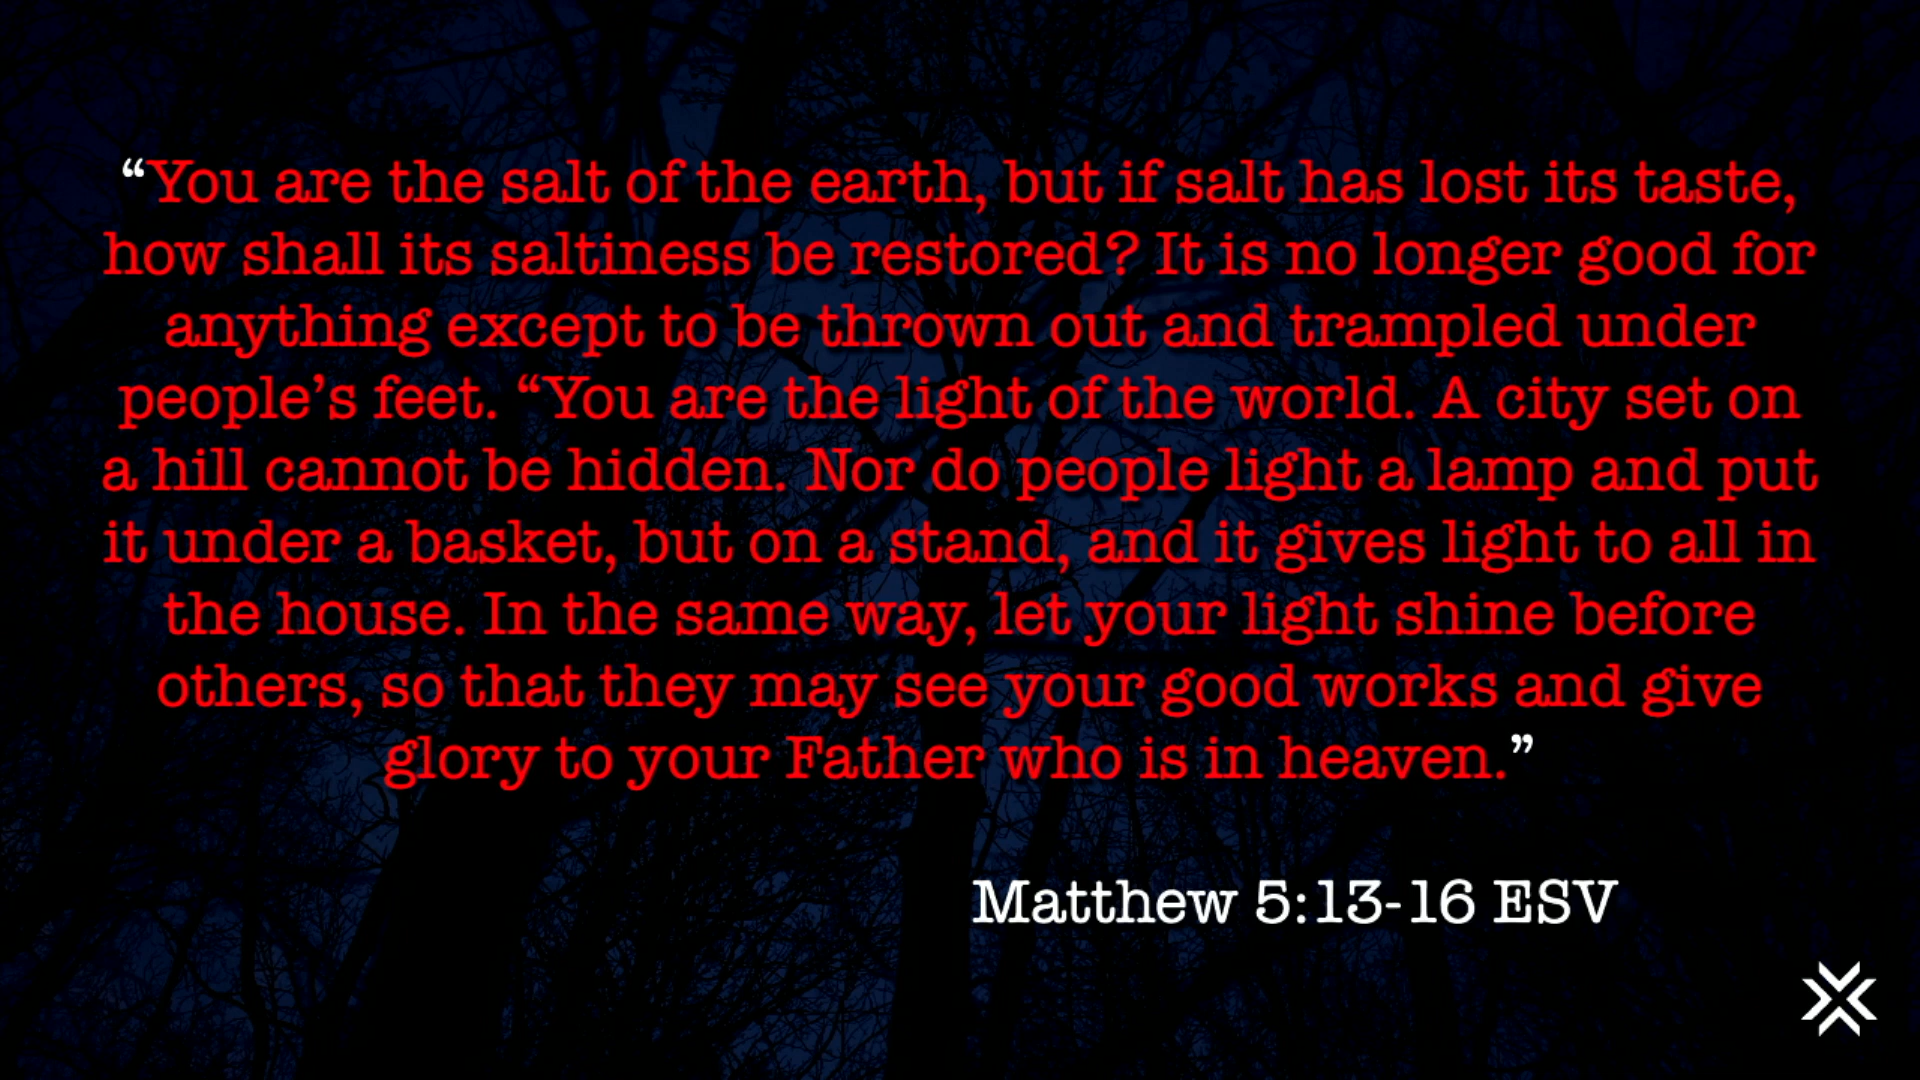 “You are the salt of the earth, but if salt has lost its taste,
how shall its saltiness be restored? It is no longer good for
anything except to be thrown out and trampled under
people’s feet. “You are the light of the world. A city set on
a hill cannot be hidden. Nor do people light a lamp and put
it under a basket, but on a stand, and it gives light to all in
the house. In the same way, let your light shine before
others, so that they may see your good works and give
glory to your Father who is in heaven.”
Matthew 5:13-16 ESV